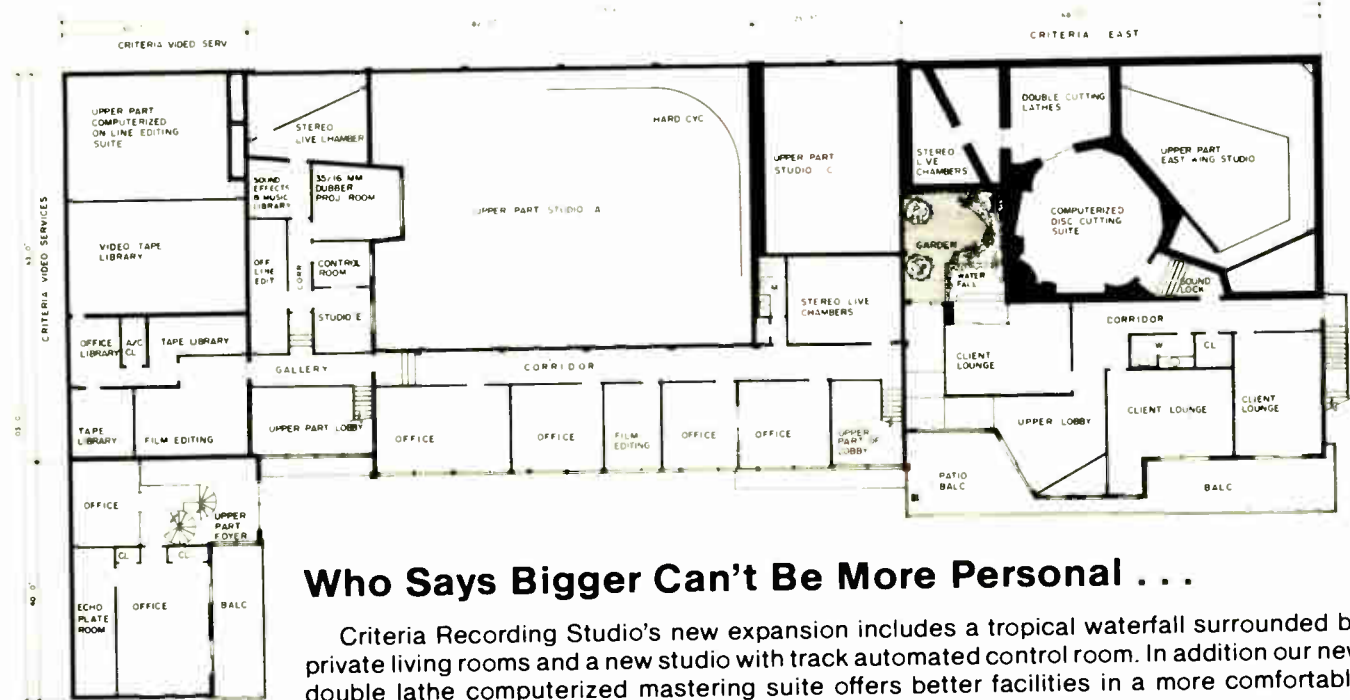 CRITERIA VIDEO SERV
CRITERIA EAST
CRITERIA VIDEO SERVICES
UPPER PART
COMPUTERIZED
ON LINE EDITING
SUITE
STEREO
LIVE CHAMBER
HARD CYC
UPPER PART
STUDIO C
DOUBLE CUTTING
LATHES
STEREO
LIVE
CHAMBERS
UPPER PART
EAST WING STUDIO
SOUND
EFFECTS
& MUSIC
LIBRARY
35/16 MM
DUBBER
PROJ ROOM
UPPER PART STUDIO A
COMPUTERIZED
DISC CUTTING
SUITE
VIDEO TAPE
LIBRARY
OFF
LINE
EDIT
CORR
CONTROL
ROOM
GARDEN
WATER
FALL
SOUND
LOCK
STUDIO E
M
STEREO LIVE
CHAMBERS
CORRIDOR
OFFICE
LIBRARY
A/C
CL
TAPE LIBRARY
GALLERY
CORRIDOR
CLIENT
LOUNGE
W
CL
TAPE
LIBRARY
FILM EDITING
UPPER PART LOBBY
OFFICE
OFFICE
FILM
EDITING
OFFICE
OFFICE
UPPER
PART OF
LOBBY
UPPER LOBBY
CLIENT LOUNGE
CLIENT
LOUNGE
PATIO
BALC
BALC
OFFICE
UPPER
PART
FOYER
CL
CL
ECHO
PLATE
ROOM
OFFICE
BALC
Who Says Bigger Can't Be More Personal . . .
Criteria Recording Studio's new expansion includes a tropical waterfall surrounded b
private living rooms and a new studio with track automated control room. In addition our new
double lathe computerized mastering suite offers better facilities in a more comfortabl